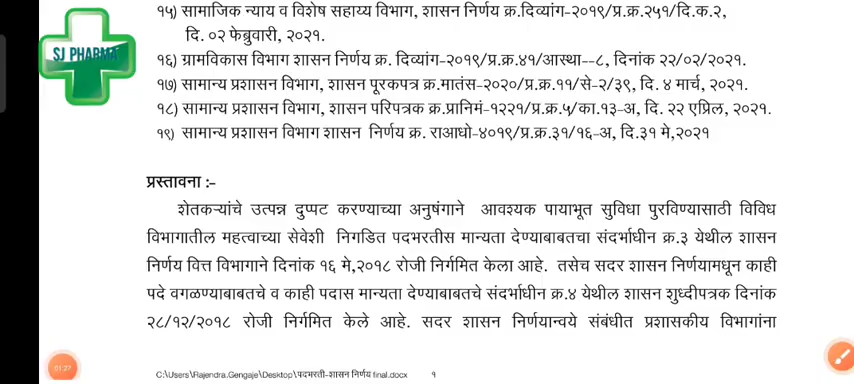 १५) सामाजिक न्याय व विशेष सहाय्य विभाग, शासन निर्णय क्र.दिव्यांग-२०१९/प्र.क्र.२५१/दि.क.२,
दि. ०२ फेब्रुवारी, २०२१.
SJ PHARMA
१६) ग्रामविकास विभाग शासन निर्णय क्र. दिव्यांग-२०१९/प्र.क्र.४१/आस्था--८, दिनांक २२/०२/२०२१.
१७) सामान्य प्रशासन विभाग, शासन पूरकपत्र क्र.मातंस-२०२०/प्र.क्र.११/से-२/३९, दि. ४ मार्च, २०२१.
१८) सामान्य प्रशासन विभाग, शासन परिपत्रक क्र.प्रानिमं-१२२१/प्र.क्र.५/का.१३-अ, दि. २२ एप्रिल, २०२१.
१९) सामान्य प्रशासन विभाग शासन निर्णय क्र. राआधो-४०१९/प्र.क्र.३१/१६-अ, दि.३१ मे,२०२१
प्रस्तावना :-
शेतकऱ्यांचे उत्पन्न दुप्पट करण्याच्या अनुषंगाने आवश्यक पायाभूत सुविधा पुरविण्यासाठी विविध
विभागातील महत्वाच्या सेवेशी निगडित पदभरतीस मान्यता देण्याबाबतचा संदर्भाधीन क्र.३ येथील शासन
निर्णय वित्त विभागाने दिनांक १६ मे,२०१८ रोजी निर्गमित केला आहे. तसेच सदर शासन निर्णयामधून काही
पदे वगळण्याबाबतचे व काही पदास मान्यता देण्याबाबतचे संदर्भाधीन क्र.४ येथील शासन शुध्दीपत्रक दिनांक
२८/१२/२०१८ रोजी निर्गमित केले आहे. सदर शासन निर्णयान्वये संबंधीत प्रशासकीय विभागांना
01:27
C:\Users\Rajendra.Gengaje\Desktop\पदभरती-शासन निर्णय final.docx १